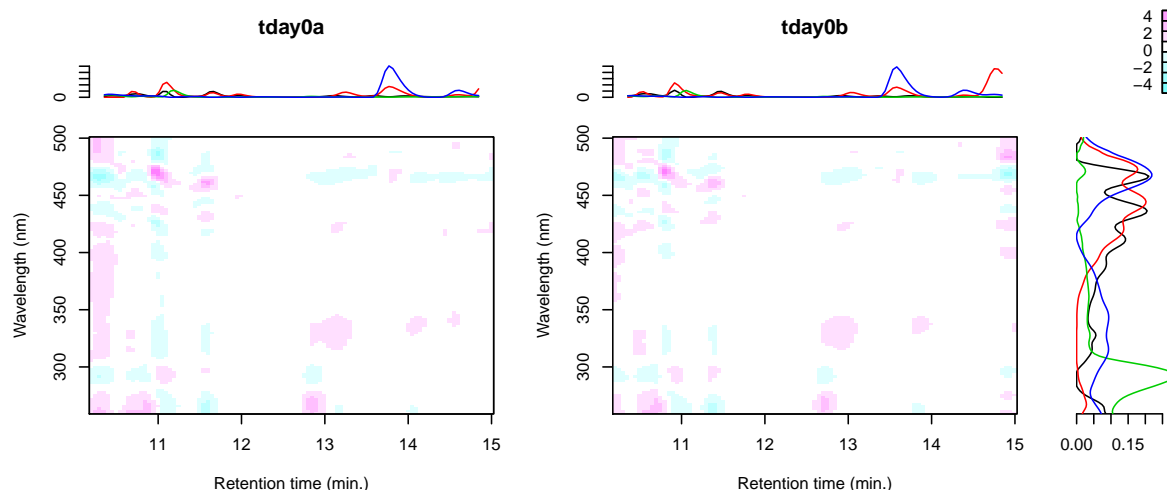 tday0a
0
Wavelength (nm)
500
450
400
350
300
11 12 13 14 15
Retention time (min.)
tday0b
0
Wavelength (nm)
500
450
400
350
300
11 12 13 14 15
Retention time (min.)
4
2
0
−2
−4
0.00 0.15